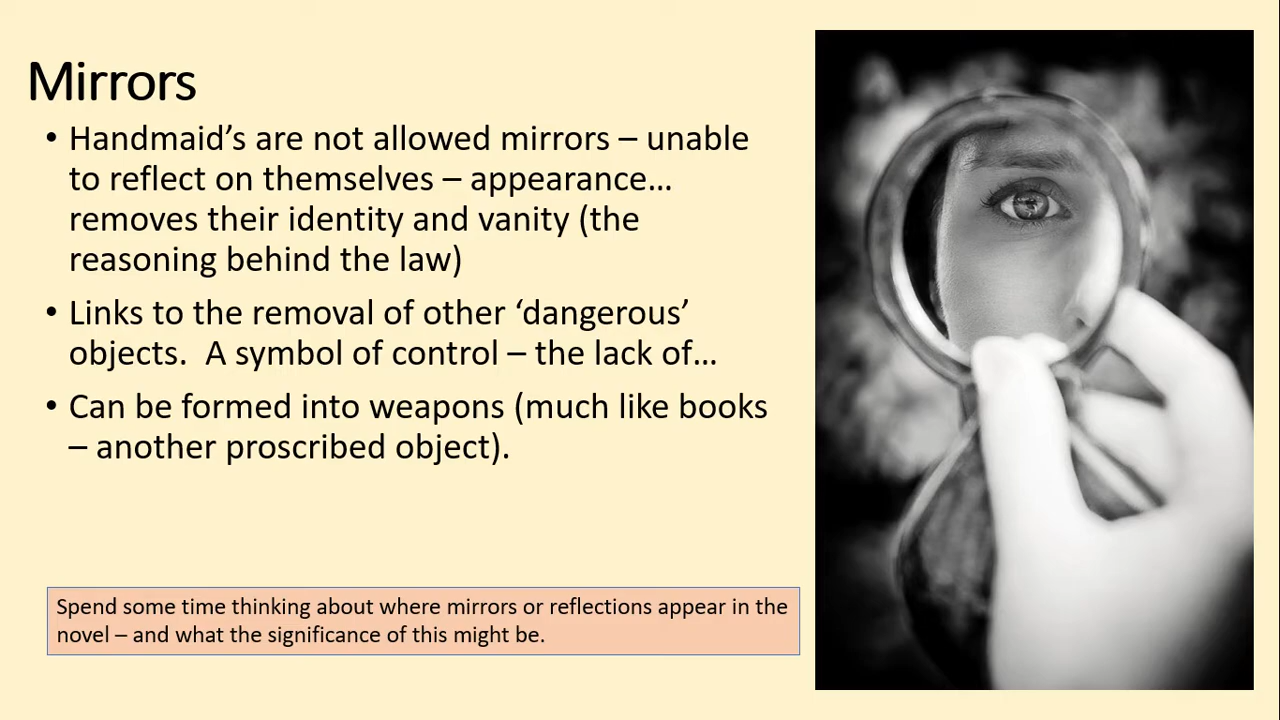 Mirrors
• Handmaid’s are not allowed mirrors – unable
to reflect on themselves – appearance…
removes their identity and vanity (the
reasoning behind the law)
• Links to the removal of other ‘dangerous’
objects.  A symbol of control – the lack of…
• Can be formed into weapons (much like books
– another proscribed object).
Spend some time thinking about where mirrors or reflections appear in the
novel – and what the significance of this might be.